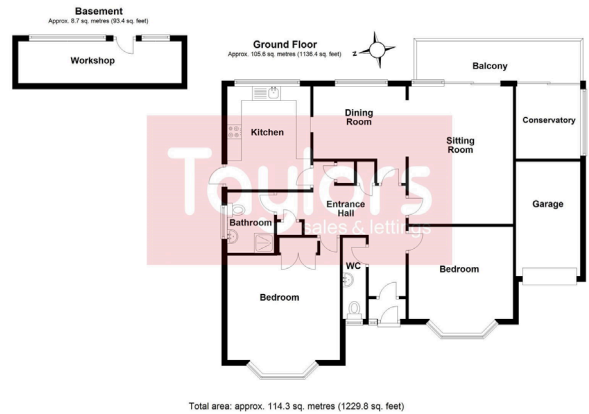 Basement
Approx. 8.7 sq. metres (93.4 sq. feet)
Workshop
Ground Floor
Approx. 105.6 sq. metres (1136.4 sq. feet)
Z
Balcony
Dining
Room
Kitchen
Sitting
Room
Conservatory
Taylors
sales & lettings
Entrance
Hall
Garage
Bathroom
WC
Bedroom
Bedroom
Total area: approx. 114.3 sq. metres (1229.8 sq. feet)